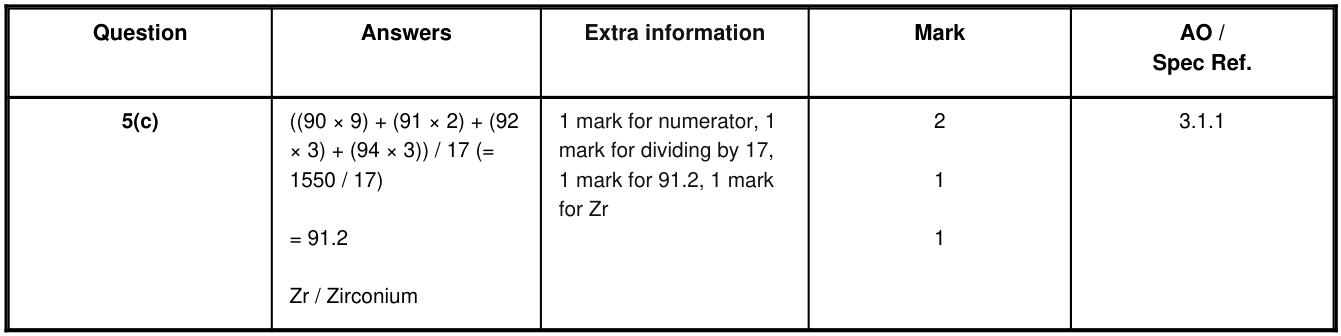 Question Answers Extra information Mark AO /
Spec Ref.
5(c) ((90 × 9) + (91 × 2) + (92 1 mark for numerator, 1 2 3.1.1
× 3) + (94 × 3)) / 17 (= mark for dividing by 17,
1550 / 17) 1 mark for 91.2, 1 mark 1
for Zr
= 91.2 1
Zr / Zirconium